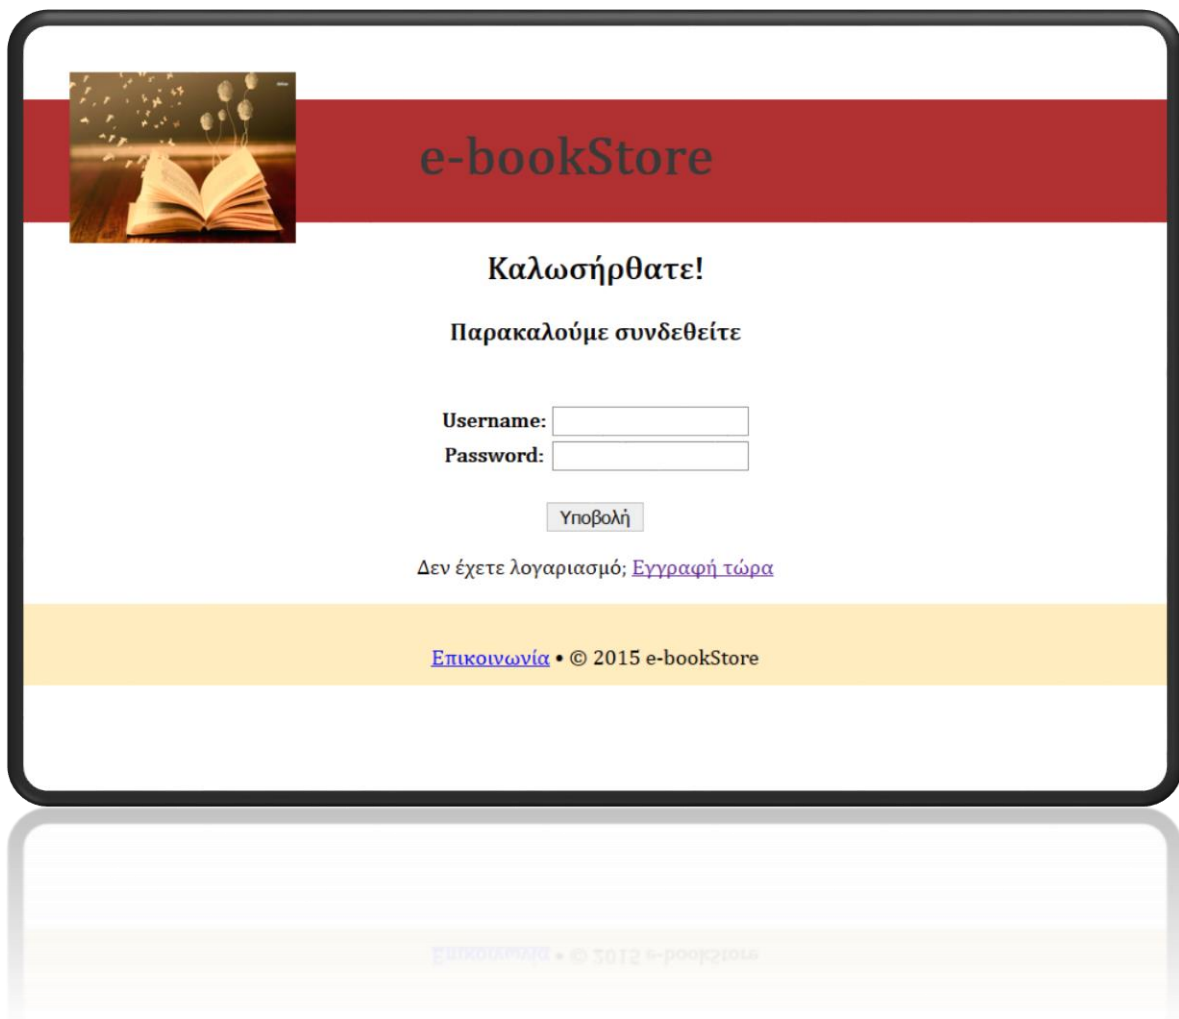 e-bookStore
Καλωσήρθατε!
Παρακαλούμε συνδεθείτε
Username:
Password:
Υποβολή
Δεν έχετε λογαριασμό; Εγγραφή τώρα
Επικοινωνία • © 2015 e-bookStore